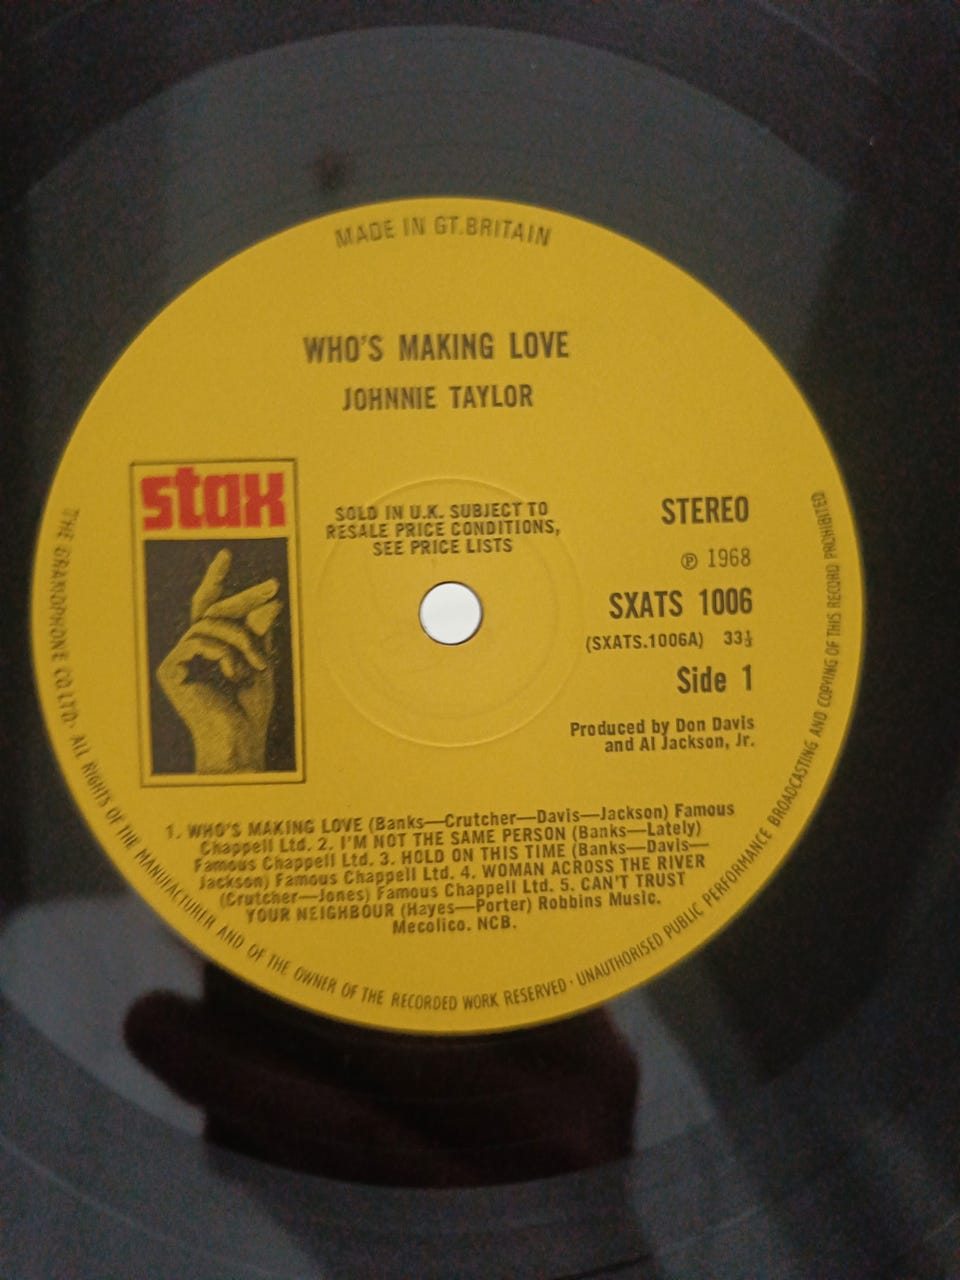 MADE IN GT.BRITAIN
WHO'S MAKING LOVE
JOHNNIE TAYLOR
stax
SOLD IN U.K. SUBJECT TO
RESALE PRICE CONDITIONS,
SEE PRICE LISTS
STEREO
℗ 1968
SXATS 1006
(SXATS.1006A) 33⅓
Side 1
Produced by Don Davis
and Al Jackson, Jr.
1. WHO'S MAKING LOVE (Banks—Crutcher—Davis—Jackson) Famous
Chappell Ltd. 2. I'M NOT THE SAME PERSON (Banks—Lately)
Famous Chappell Ltd. 3. HOLD ON THIS TIME (Banks—Davis—
Jackson) Famous Chappell Ltd. 4. WOMAN ACROSS THE RIVER
(Crutcher—Jones) Famous Chappell Ltd. 5. CAN'T TRUST
YOUR NEIGHBOUR (Hayes—Porter) Robbins Music.
Mecolico. NCB.
THE GRAMOPHONE CO.LTD· ALL RIGHTS OF THE MANUFACTURER AND OF THE OWNER OF THE RECORDED WORK RESERVED· UNAUTHORISED PUBLIC PERFORMANCE BROADCASTING AND COPYING OF THIS RECORD PROHIBITED